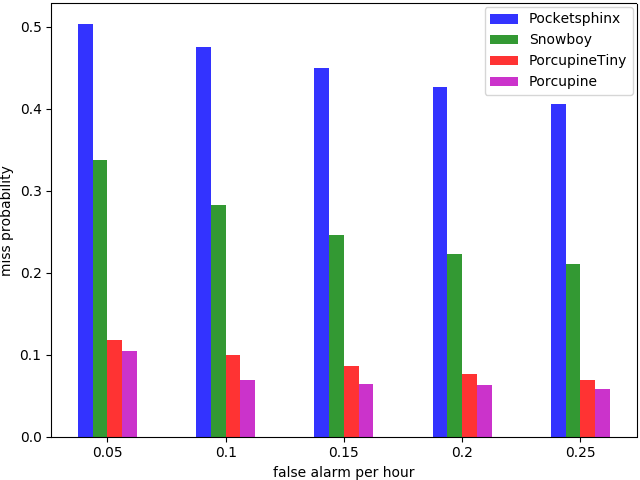 Pocketsphinx
Snowboy
PorcupineTiny
Porcupine
miss probability
0.5
0.4
0.3
0.2
0.1
0.0
0.05 0.1 0.15 0.2 0.25
false alarm per hour